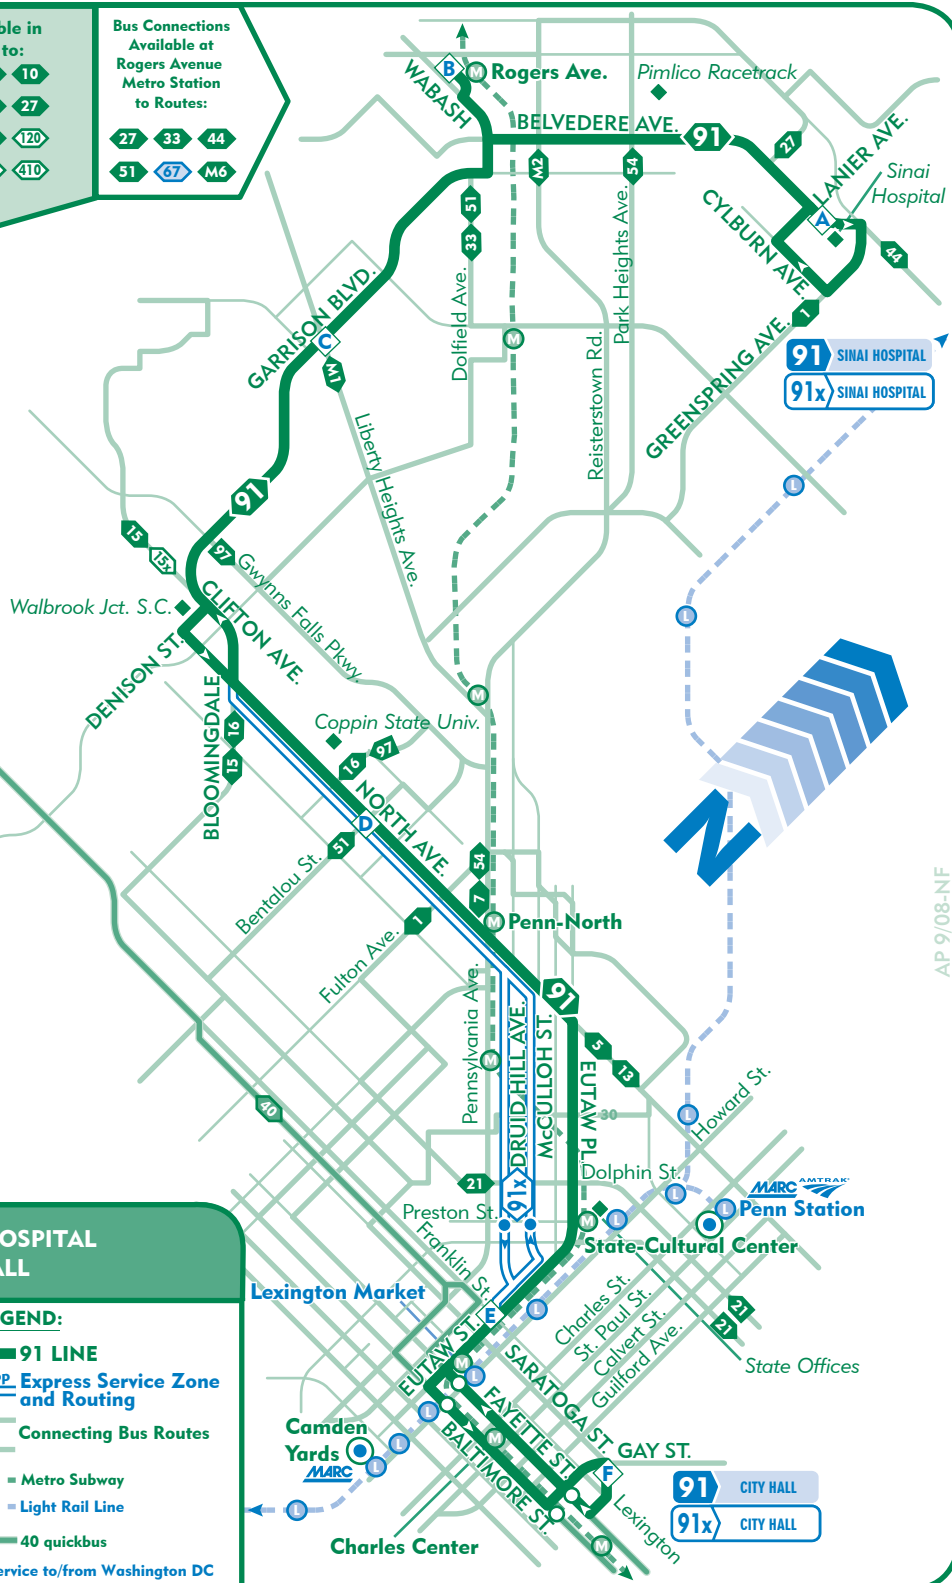 ble in
to:
10
27
120
410
Bus Connections
Available at
Rogers Avenue
Metro Station
to Routes:
27 33 44
51 67 M6
WABASH
B
M
Rogers Ave.
Pimlico Racetrack
BELVEDERE AVE.
91
27
LANIER AVE.
Sinai
Hospital
M2
54
51
33
CYLBURN AVE.
A
44
Dolfield Ave.
Park Heights Ave.
1
GARRISON BLVD.
C
M1
M
Reisterstown Rd.
GREENSPRING AVE.
91 SINAI HOSPITAL
91x SINAI HOSPITAL
Liberty Heights Ave.
L
91
15
15x
97
Gwynns Falls Pkwy.
Walbrook Jct. S.C.
CLIFTON AVE.
L
DENISON ST.
BLOOMINGDALE
M
16
15
Coppin State Univ.
16
97
N
NORTH AVE.
D
51
54
7
Bentalou St.
1
M
Penn-North
Fulton Ave.
AP 9/08-NF
Pennsylvania Ave.
91
DRUID HILL AVE.
McCULLOH ST.
EUTAW PL.
5
13
M
40
30
L
Howard St.
Dolphin St.
21
91x
L
MARC
AMTRAK
L
Penn Station
Preston St.
M
L
State-Cultural Center
Franklin St.
Lexington Market
E
L
Charles St.
St. Paul St.
Calvert St.
Guilford Ave.
21
21
State Offices
EUTAW ST.
M
L
SARATOGA ST.
FAYETTE ST.
BALTIMORE ST.
L
M
Camden
Yards
MARC
L
L
L
GAY ST.
F
Lexington
M
Charles Center
91 CITY HALL
91x CITY HALL
OSPITAL
ALL
GEND:
91 LINE
PP
Express Service Zone
and Routing
Connecting Bus Routes
Metro Subway
Light Rail Line
40 quickbus
ervice to/from Washington DC